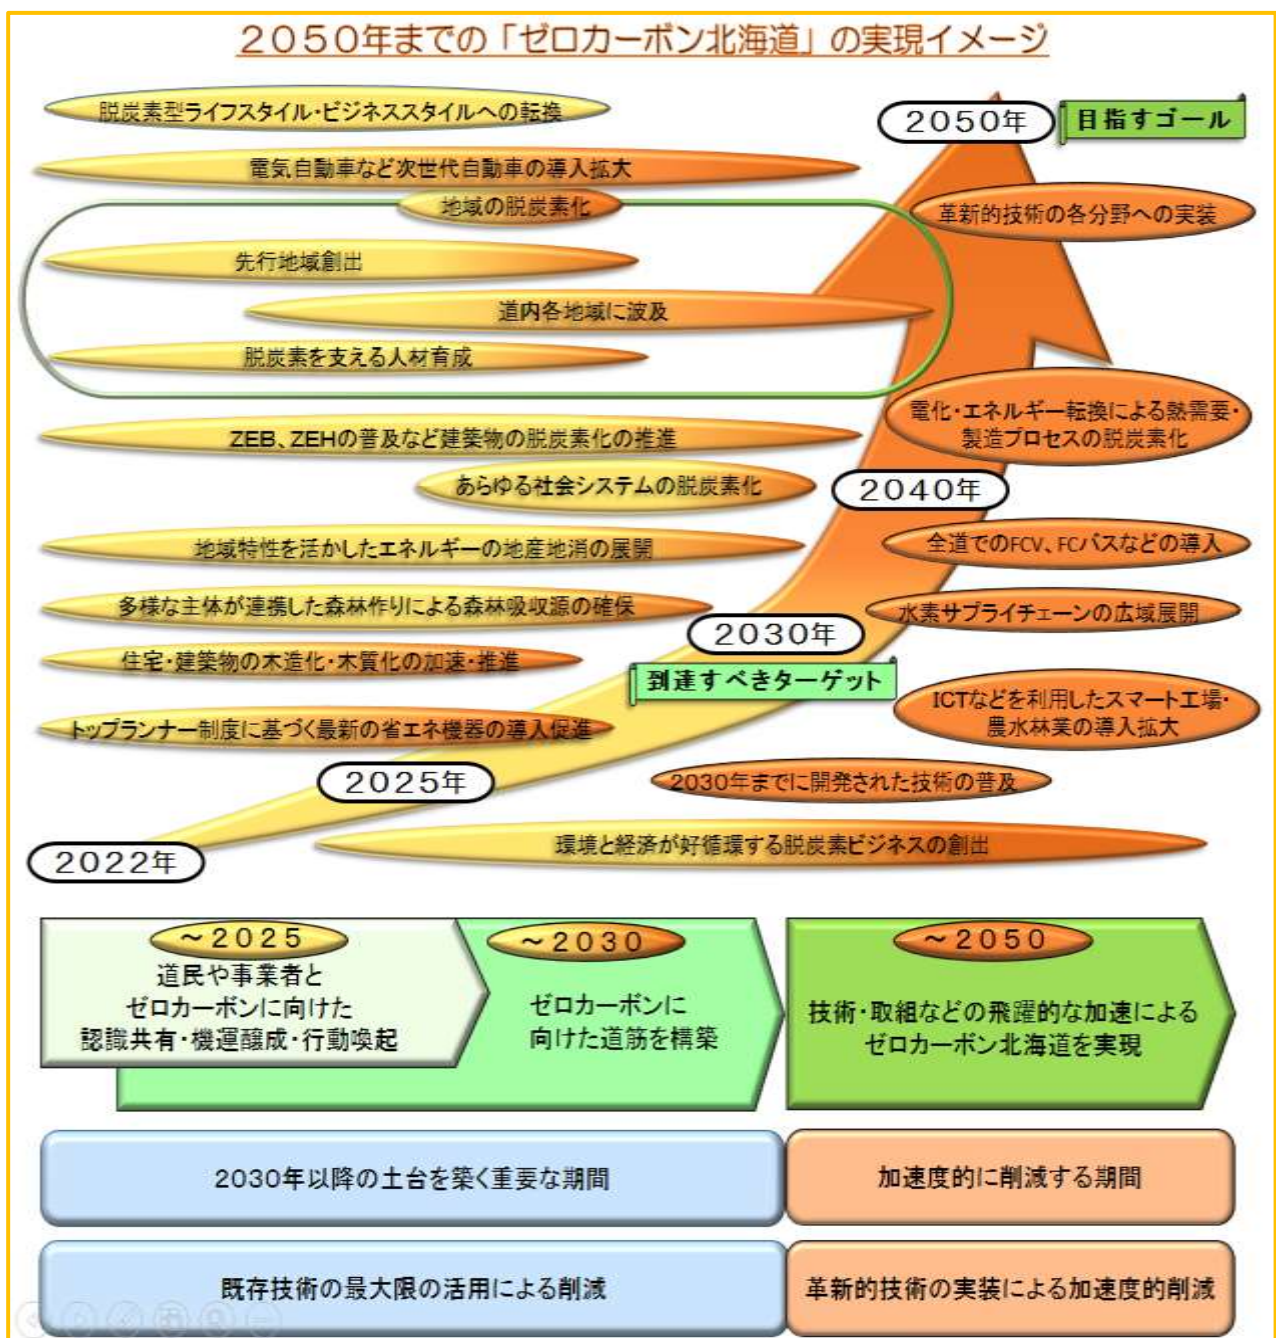 2050年までの「ゼロカーボン北海道」の実現イメージ
脱炭素型ライフスタイル・ビジネススタイルへの転換
2050年
目指すゴール
電気自動車など次世代自動車の導入拡大
地域の脱炭素化
革新的技術の各分野への実装
先行地域創出
道内各地域に波及
脱炭素を支える人材育成
電化・エネルギー転換による熱需要・
製造プロセスの脱炭素化
ZEB、ZEHの普及など建築物の脱炭素化の推進
あらゆる社会システムの脱炭素化
2040年
地域特性を活かしたエネルギーの地産地消の展開
全道でのFCV、FCバスなどの導入
多様な主体が連携した森林作りによる森林吸収源の確保
水素サプライチェーンの広域展開
2030年
住宅・建築物の木造化・木質化の加速・推進
到達すべきターゲット
ICTなどを利用したスマート工場・
農水林業の導入拡大
トップランナー制度に基づく最新の省エネ機器の導入促進
2025年
2030年までに開発された技術の普及
環境と経済が好循環する脱炭素ビジネスの創出
2022年
~2025
道民や事業者と
ゼロカーボンに向けた
認識共有・機運醸成・行動喚起
~2030
ゼロカーボンに
向けた道筋を構築
~2050
技術・取組などの飛躍的な加速による
ゼロカーボン北海道を実現
2030年以降の土台を築く重要な期間
加速度的に削減する期間
既存技術の最大限の活用による削減
革新的技術の実装による加速度的削減